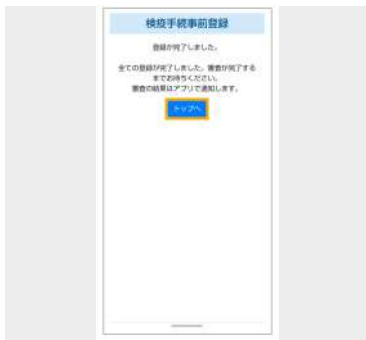 検疫手続事前登録
登録が完了しました。
全ての登録が完了しました。審査が完了する
までお待ちください。
審査の結果はアプリで通知します。
トップへ